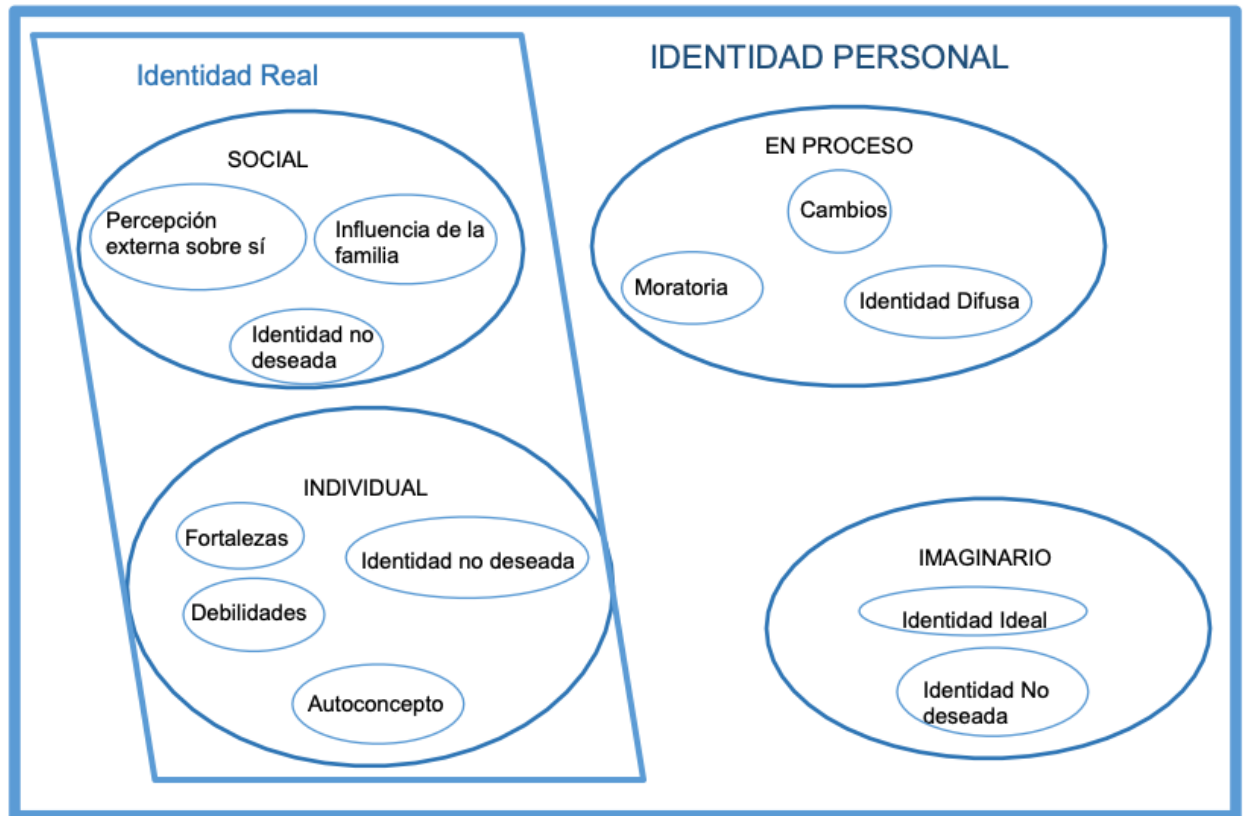 IDENTIDAD PERSONAL
Identidad Real
SOCIAL
Percepción
externa sobre sí
Influencia de la
familia
Identidad no
deseada
INDIVIDUAL
Fortalezas
Identidad no deseada
Debilidades
Autoconcepto
EN PROCESO
Cambios
Moratoria
Identidad Difusa
IMAGINARIO
Identidad Ideal
Identidad No
deseada